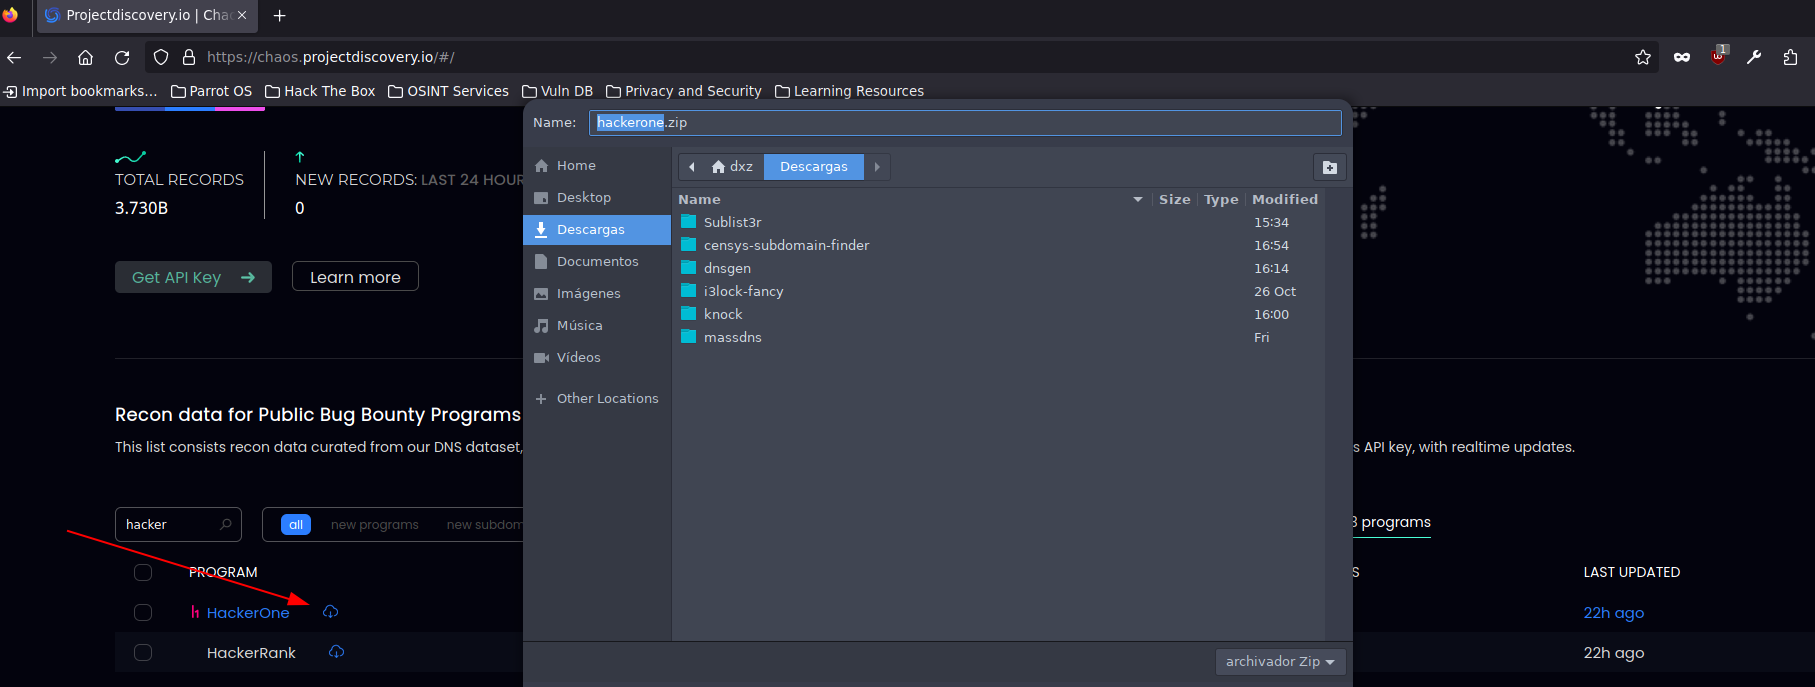 Projectdiscovery.io | Cha
https://chaos.projectdiscovery.io/#/
1
Import bookmarks... Parrot OS Hack The Box OSINT Services Vuln DB Privacy and Security Learning Resources
Name: hackerone.zip
TOTAL RECORDS
3.730B
NEW RECORDS: LAST 24 HOUR
0
Get API Key
Learn more
Home
Desktop
Descargas
Documentos
Imágenes
Música
Vídeos
Other Locations
dxz Descargas
Name Size Type Modified
Sublist3r 15:34
censys-subdomain-finder 16:54
dnsgen 16:14
i3lock-fancy 26 Oct
knock 16:00
massdns Fri
archivador Zip
Recon data for Public Bug Bounty Programs
This list consists recon data curated from our DNS dataset,
s API key, with realtime updates.
hacker
all new programs new subdom
3 programs
PROGRAM
S
LAST UPDATED
h1 HackerOne 22h ago
HackerRank 22h ago